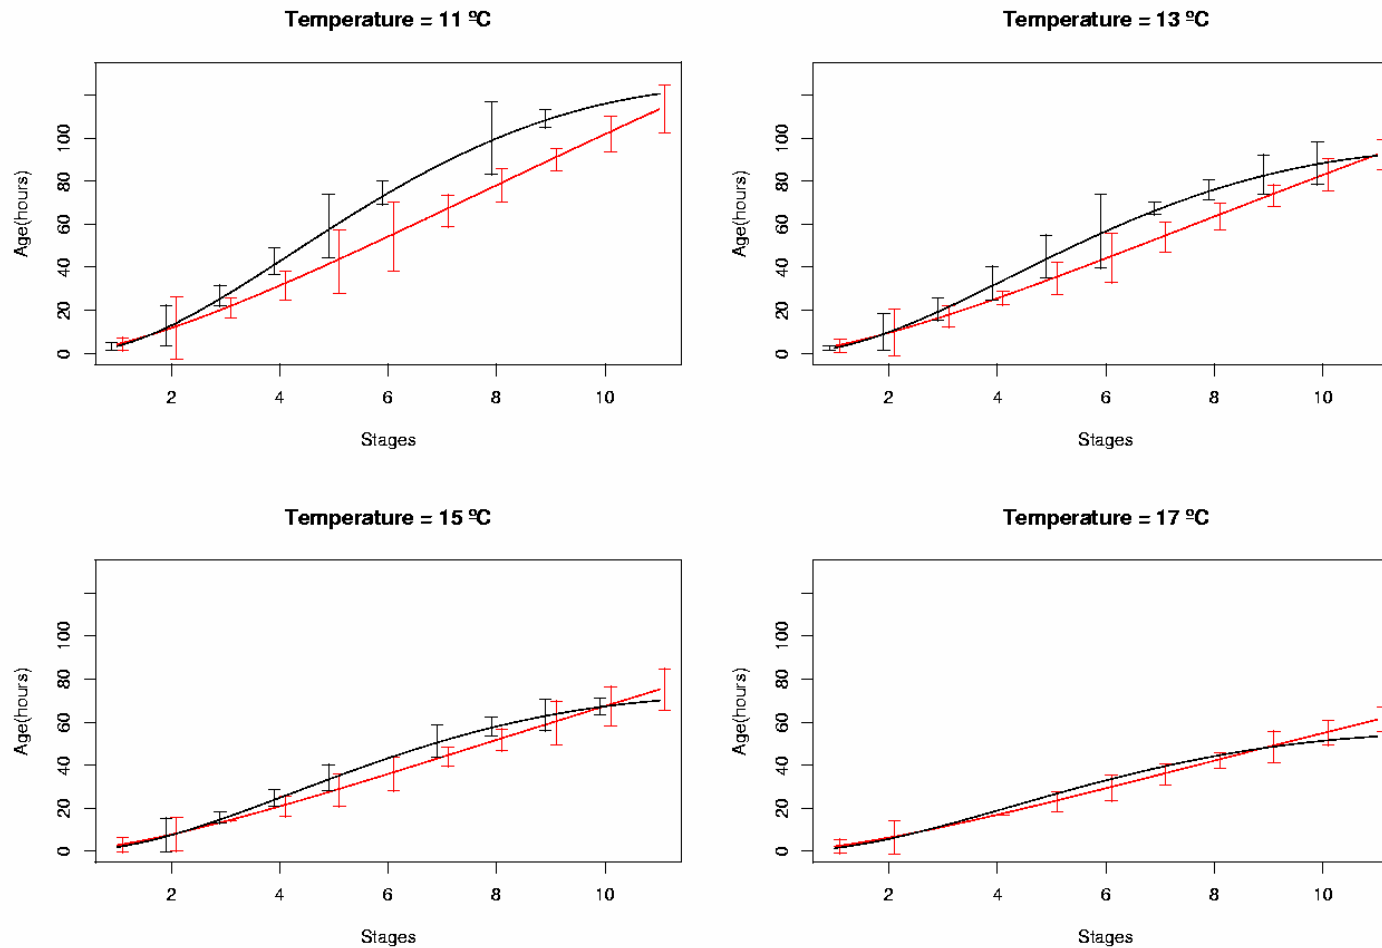 Temperature = 11 ºC
Age(hours)
0 20 40 60 80 100
2 4 6 8 10
Stages
Temperature = 13 ºC
Age(hours)
0 20 40 60 80 100
2 4 6 8 10
Stages
Temperature = 15 ºC
Age(hours)
0 20 40 60 80 100
2 4 6 8 10
Stages
Temperature = 17 ºC
Age(hours)
0 20 40 60 80 100
2 4 6 8 10
Stages